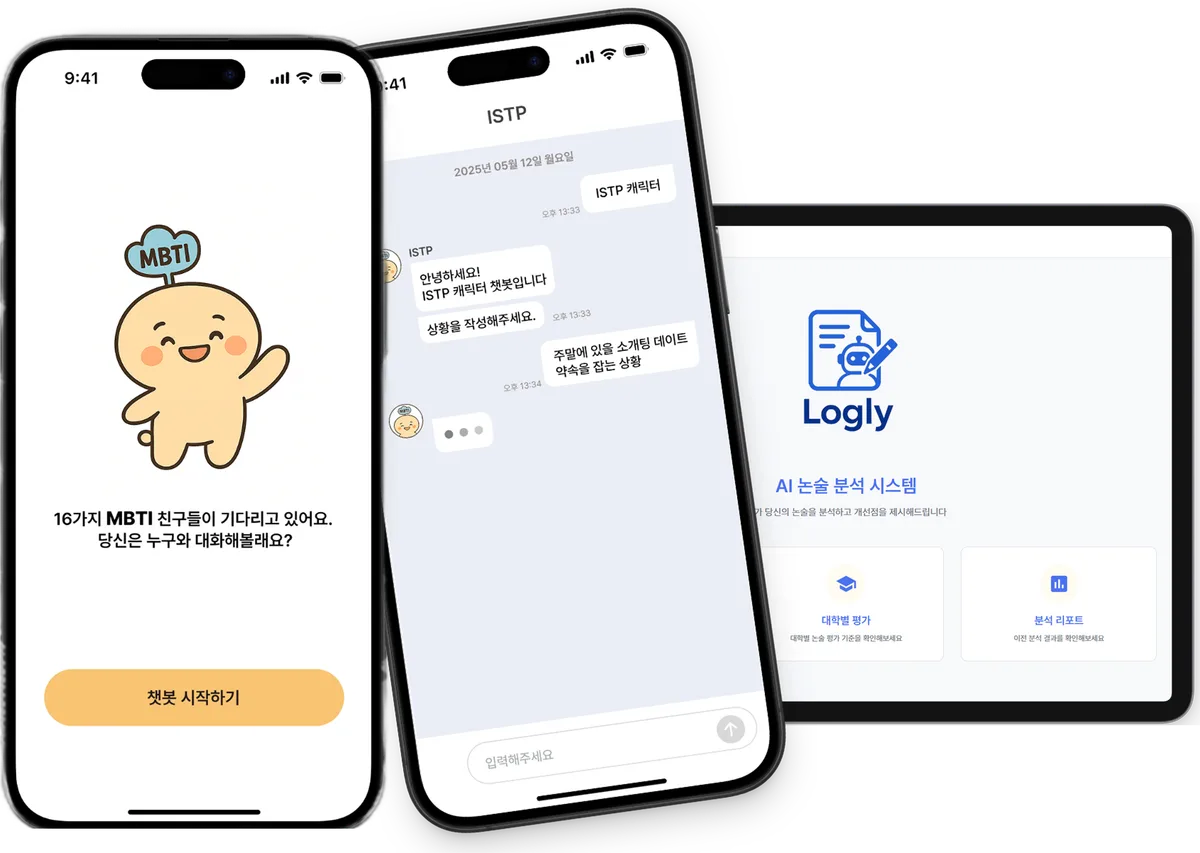 9:41
MBTI
16가지 MBTI 친구들이 기다리고 있어요.
당신은 누구와 대화해볼래요?
챗봇 시작하기
:41
ISTP
2025년 05월 12일 월요일
ISTP 캐릭터
오후 13:33
ISTP
안녕하세요!
ISTP 캐릭터 챗봇입니다
상황을 작성해주세요.
오후 13:33
주말에 있을 소개팅 데이트
약속을 잡는 상황
오후 13:34
입력해주세요
Logly
AI 논술 분석 시스템
가 당신의 논술을 분석하고 개선점을 제시해드립니다
대학별 평가
대학별 논술 평가 기준을 확인해보세요
분석 리포트
이전 분석 결과를 확인해보세요